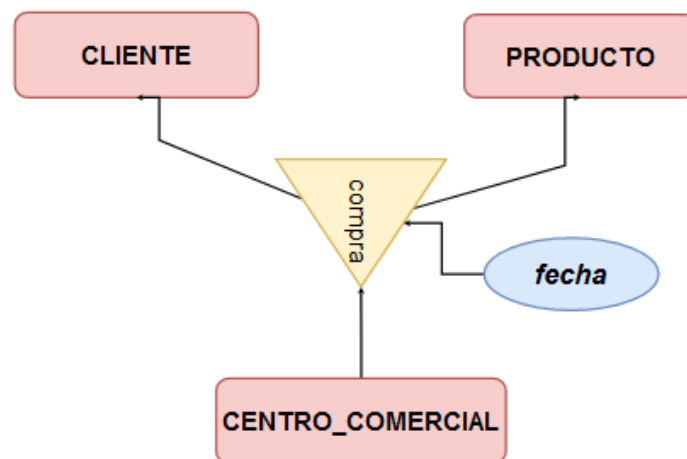 CLIENTE
PRODUCTO
compra
fecha
CENTRO_COMERCIAL